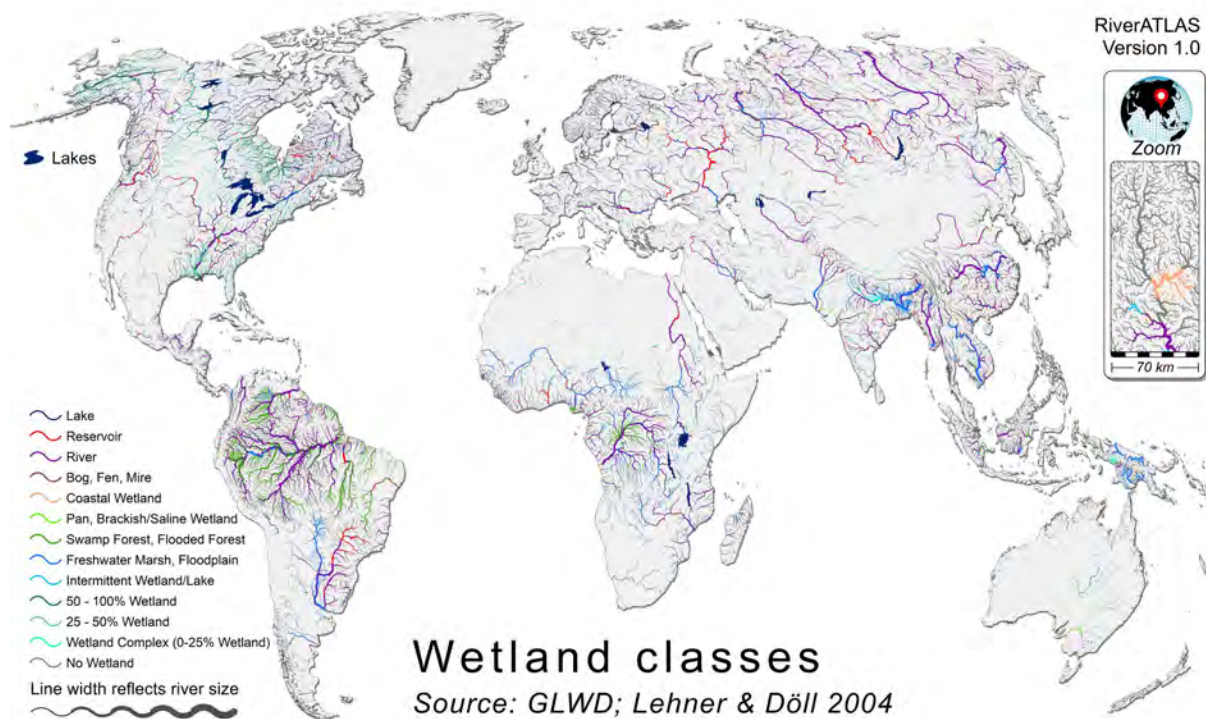 RiverATLAS
Version 1.0
Zoom
70 km
Lakes
Lake
Reservoir
River
Bog, Fen, Mire
Coastal Wetland
Pan, Brackish/Saline Wetland
Swamp Forest, Flooded Forest
Freshwater Marsh, Floodplain
Intermittent Wetland/Lake
50 - 100% Wetland
25 - 50% Wetland
Wetland Complex (0-25% Wetland)
No Wetland
Line width reflects river size
Wetland classes
Source: GLWD; Lehner & Döll 2004